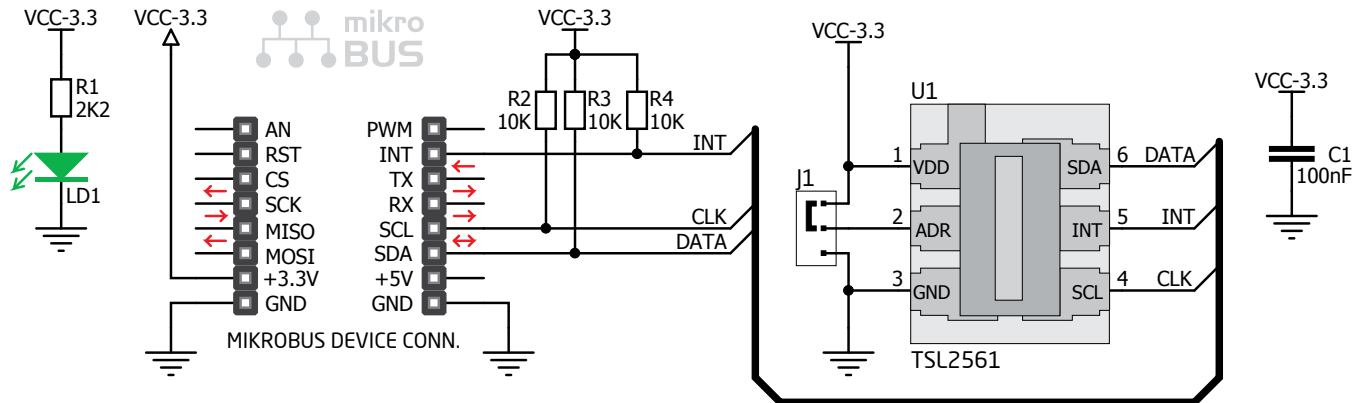 VCC-3.3
R1
2K2
LD1
VCC-3.3
mikro
BUS
AN
RST
CS
SCK
MISO
MOSI
+3.3V
GND
PWM
INT
TX
RX
SCL
SDA
+5V
GND
MIKROBUS DEVICE CONN.
VCC-3.3
R2
10K
R3
10K
R4
10K
INT
CLK
DATA
VCC-3.3
J1
U1
1
VDD
2
ADR
3
GND
SDA
6
DATA
INT
5
INT
SCL
4
CLK
TSL2561
VCC-3.3
C1
100nF